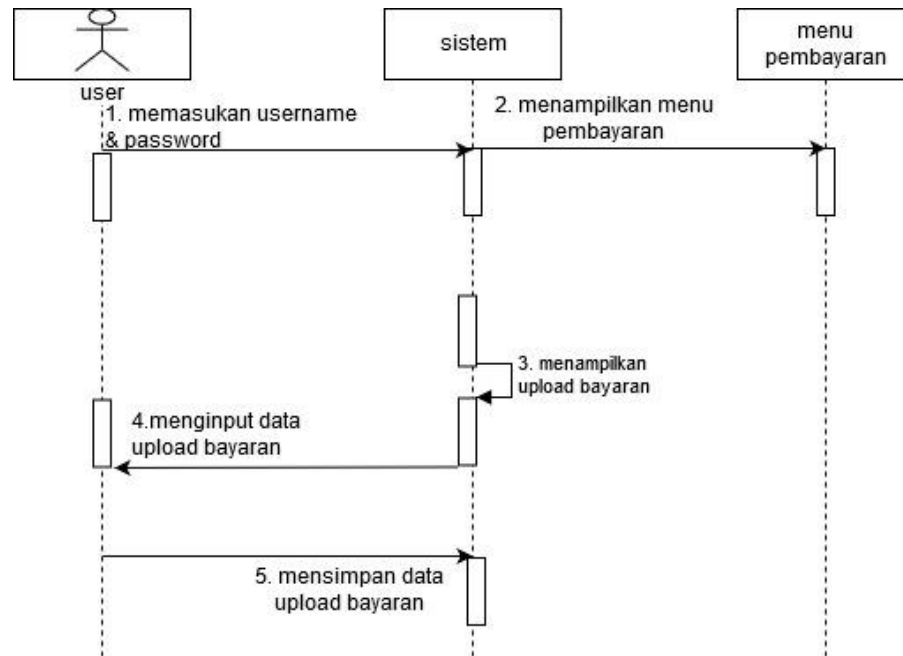 sistem
menu
pembayaran
user
1. memasukan username
& password
2. menampilkan menu
pembayaran
3. menampilkan
upload bayaran
4.menginput data
upload bayaran
5. mensimpan data
upload bayaran